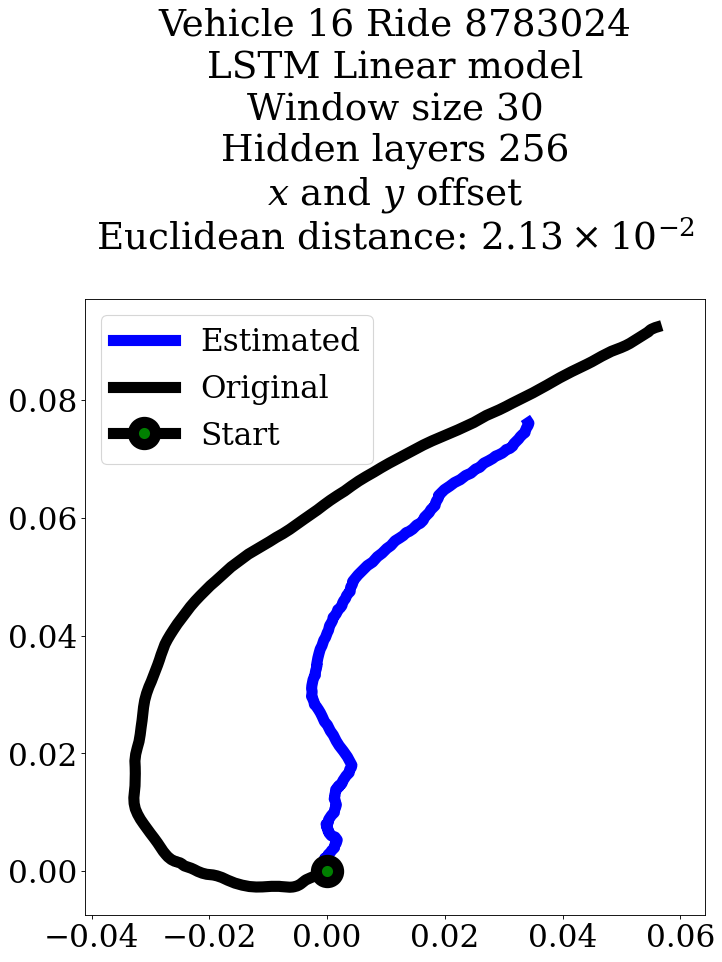 Vehicle 16 Ride 8783024
LSTM Linear model
Window size 30
Hidden layers 256
x and y offset
Euclidean distance: 2.13 × 10⁻²
Estimated
Original
Start
0.08
0.06
0.04
0.02
0.00
−0.04 −0.02 0.00 0.02 0.04 0.06